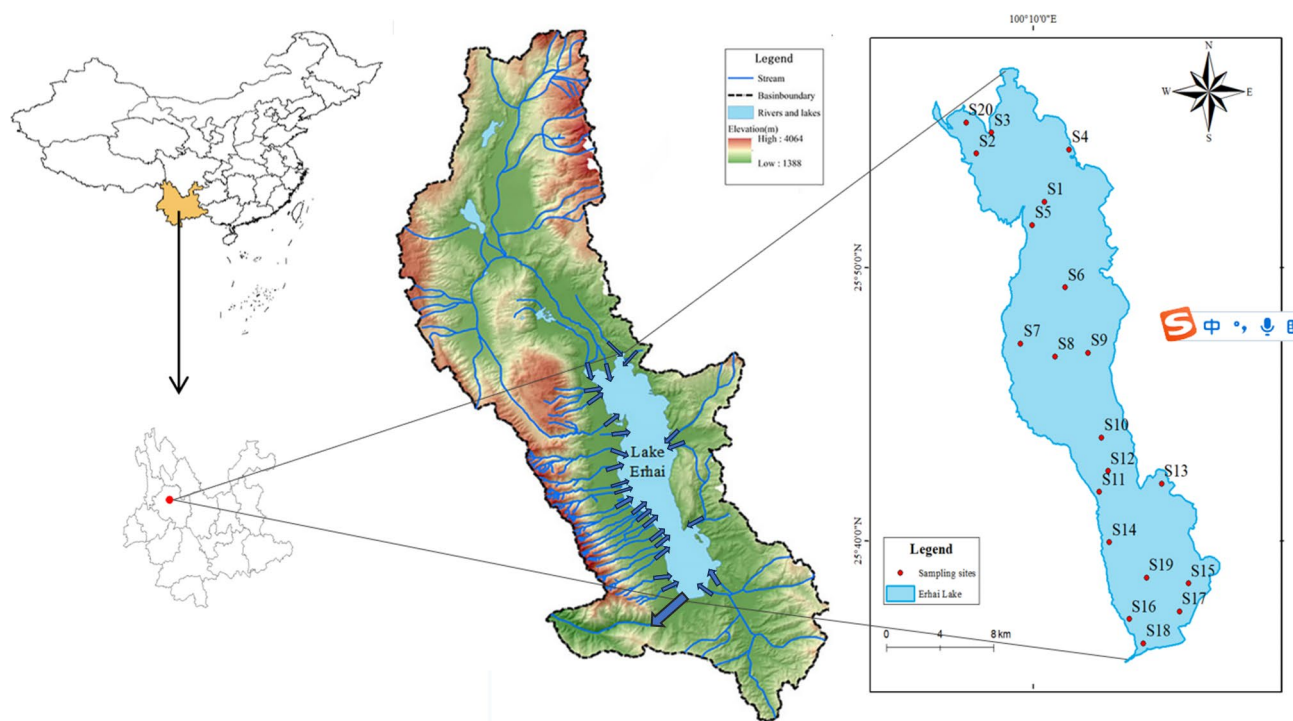 Legend
Stream
Basinboundary
Rivers and lakes
Elevation(m)
High : 4064
Low : 1388
Lake
Erhai
100°10'0"E
N
W
E
S
S20
S3
S2
S4
S1
S5
25°50'0"N
S6
S7
S8
S9
S
中
S10
S12
S11
S13
25°40'0"N
S14
S19
S15
S16
S17
S18
Legend
Sampling sites
Erhai Lake
0 4 8 km